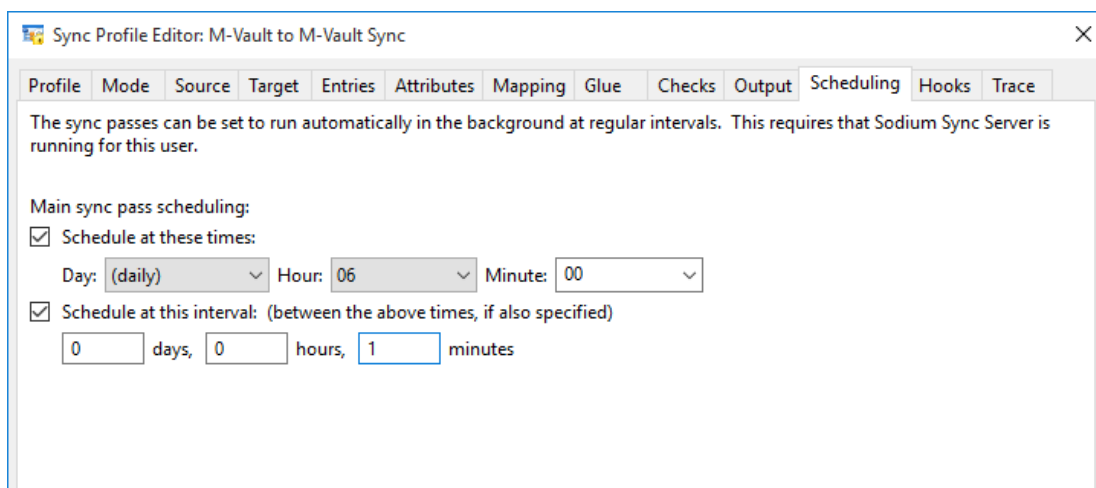 Sync Profile Editor: M-Vault to M-Vault Sync
Profile Mode Source Target Entries Attributes Mapping Glue Checks Output Scheduling Hooks Trace
The sync passes can be set to run automatically in the background at regular intervals. This requires that Sodium Sync Server is
running for this user.
Main sync pass scheduling:
Schedule at these times:
Day: (daily) Hour: 06 Minute: 00
Schedule at this interval: (between the above times, if also specified)
0 days, 0 hours, 1 minutes